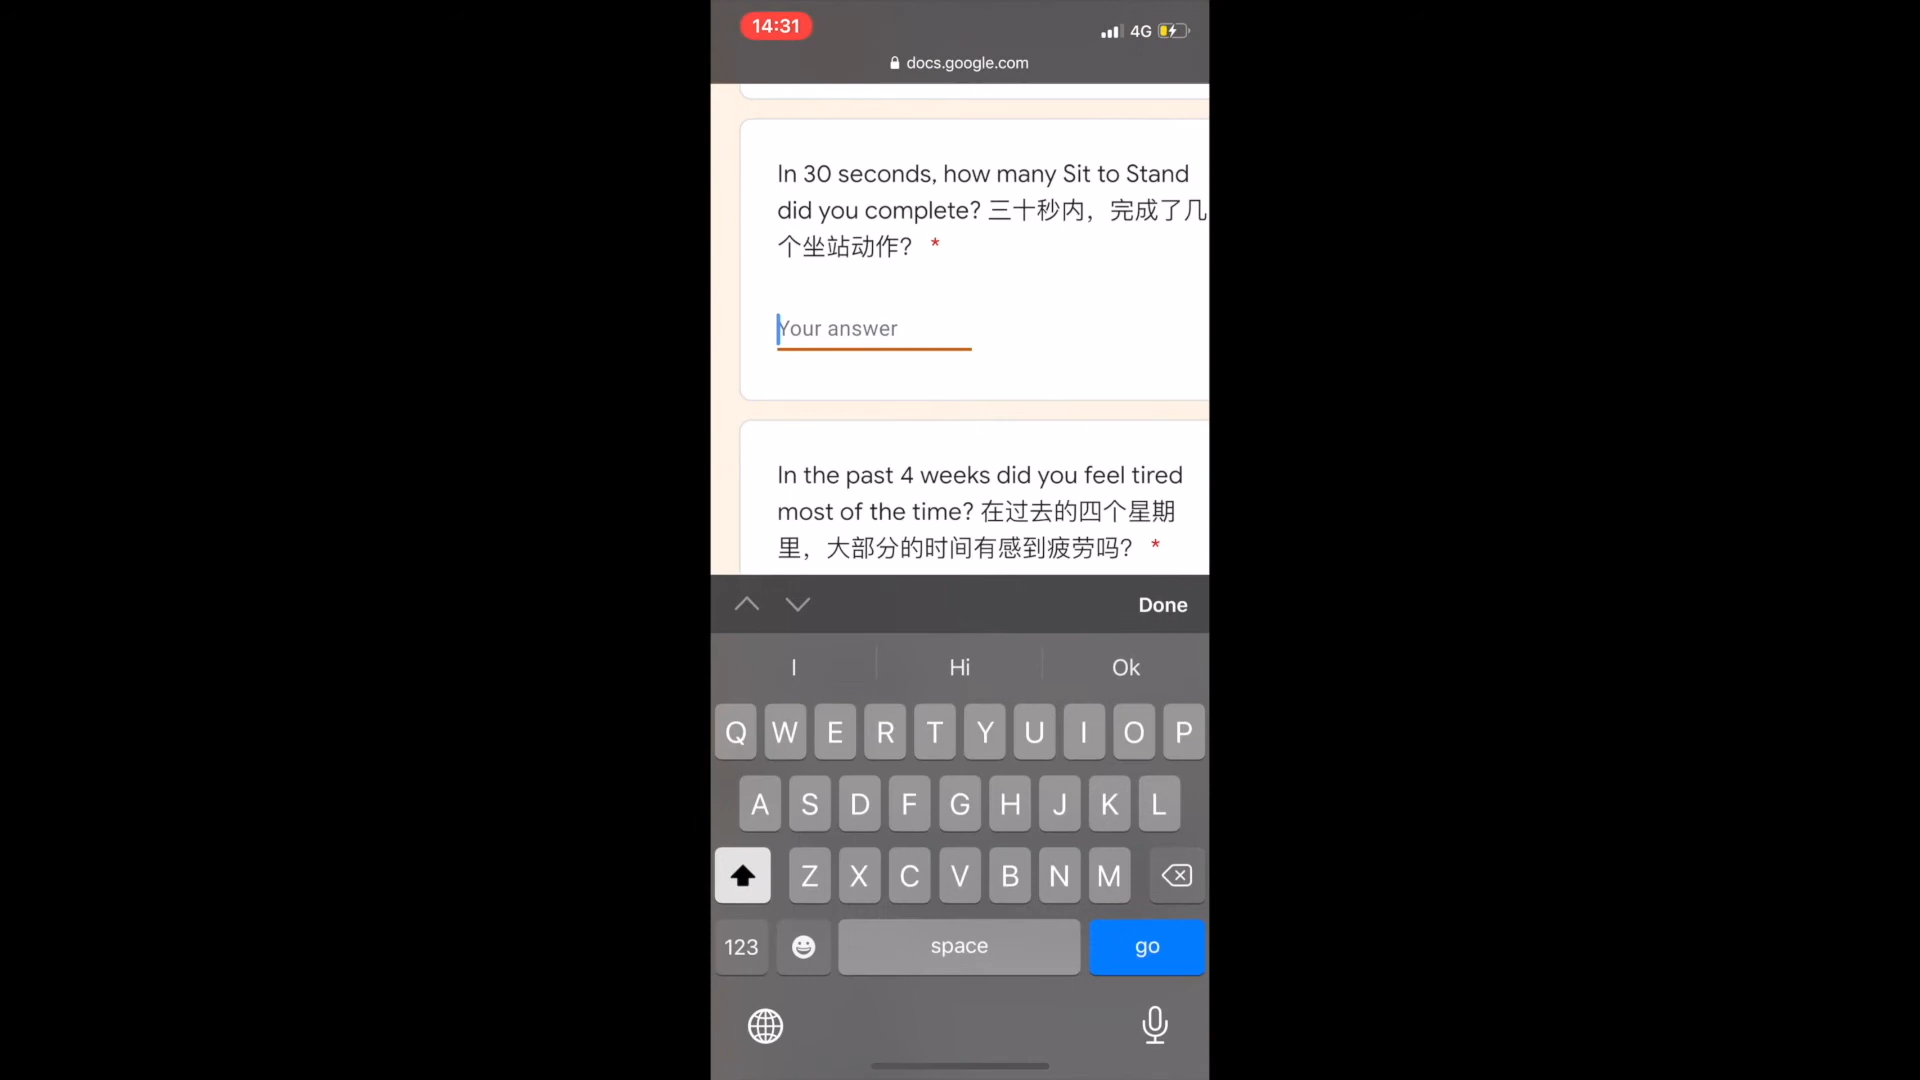 14:31
4G
docs.google.com
In 30 seconds, how many Sit to Stand
did you complete? 三十秒内，完成了几
个坐站动作？ *
Your answer
In the past 4 weeks did you feel tired
most of the time? 在过去的四个星期
里，大部分的时间有感到疲劳吗？ *
Done
I Hi Ok
Q W E R T Y U I O P
A S D F G H J K L
Z X C V B N M
123 space go